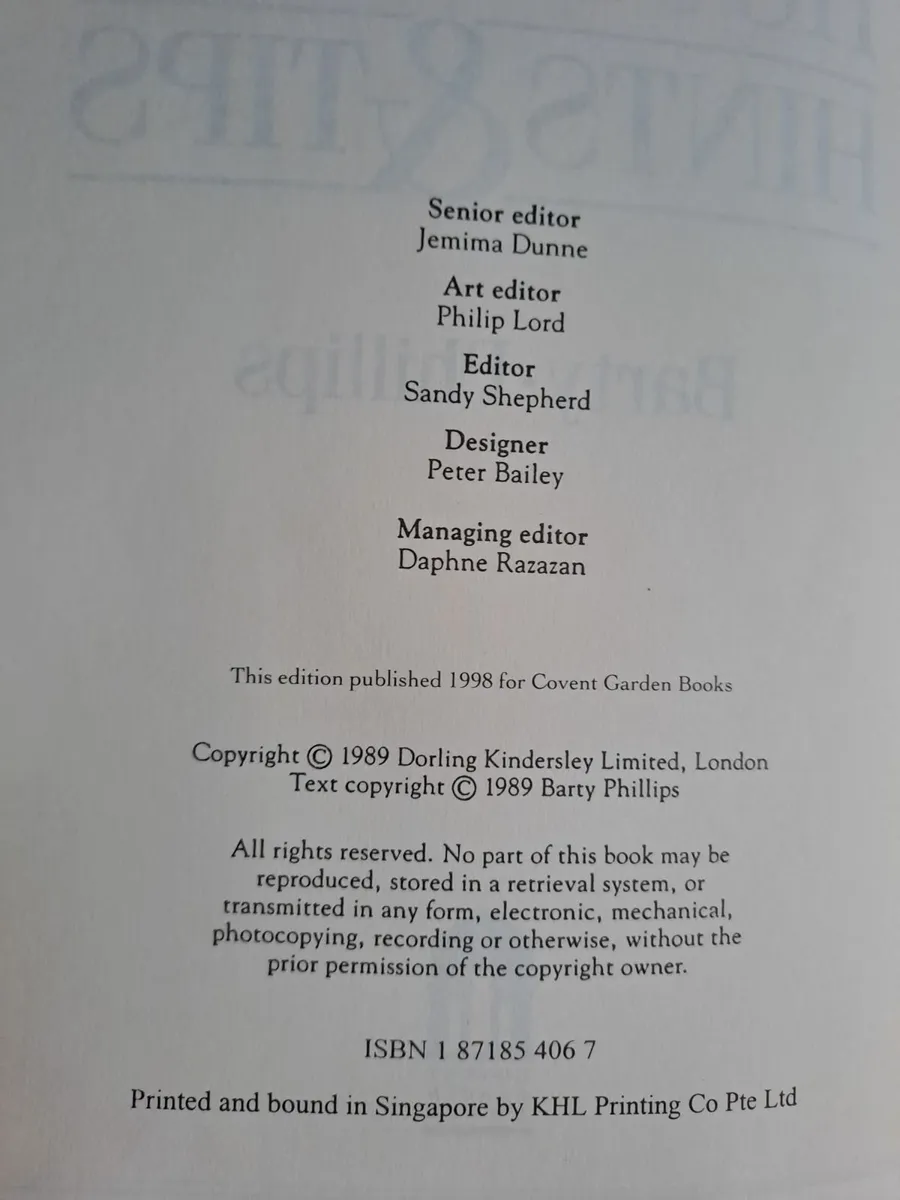 HINTS & TIPS
Barty Phillips
Senior editor
Jemima Dunne
Art editor
Philip Lord
Editor
Sandy Shepherd
Designer
Peter Bailey
Managing editor
Daphne Razazan
This edition published 1998 for Covent Garden Books
Copyright © 1989 Dorling Kindersley Limited, London
Text copyright © 1989 Barty Phillips
All rights reserved. No part of this book may be
reproduced, stored in a retrieval system, or
transmitted in any form, electronic, mechanical,
photocopying, recording or otherwise, without the
prior permission of the copyright owner.
ISBN 1 87185 406 7
Printed and bound in Singapore by KHL Printing Co Pte Ltd